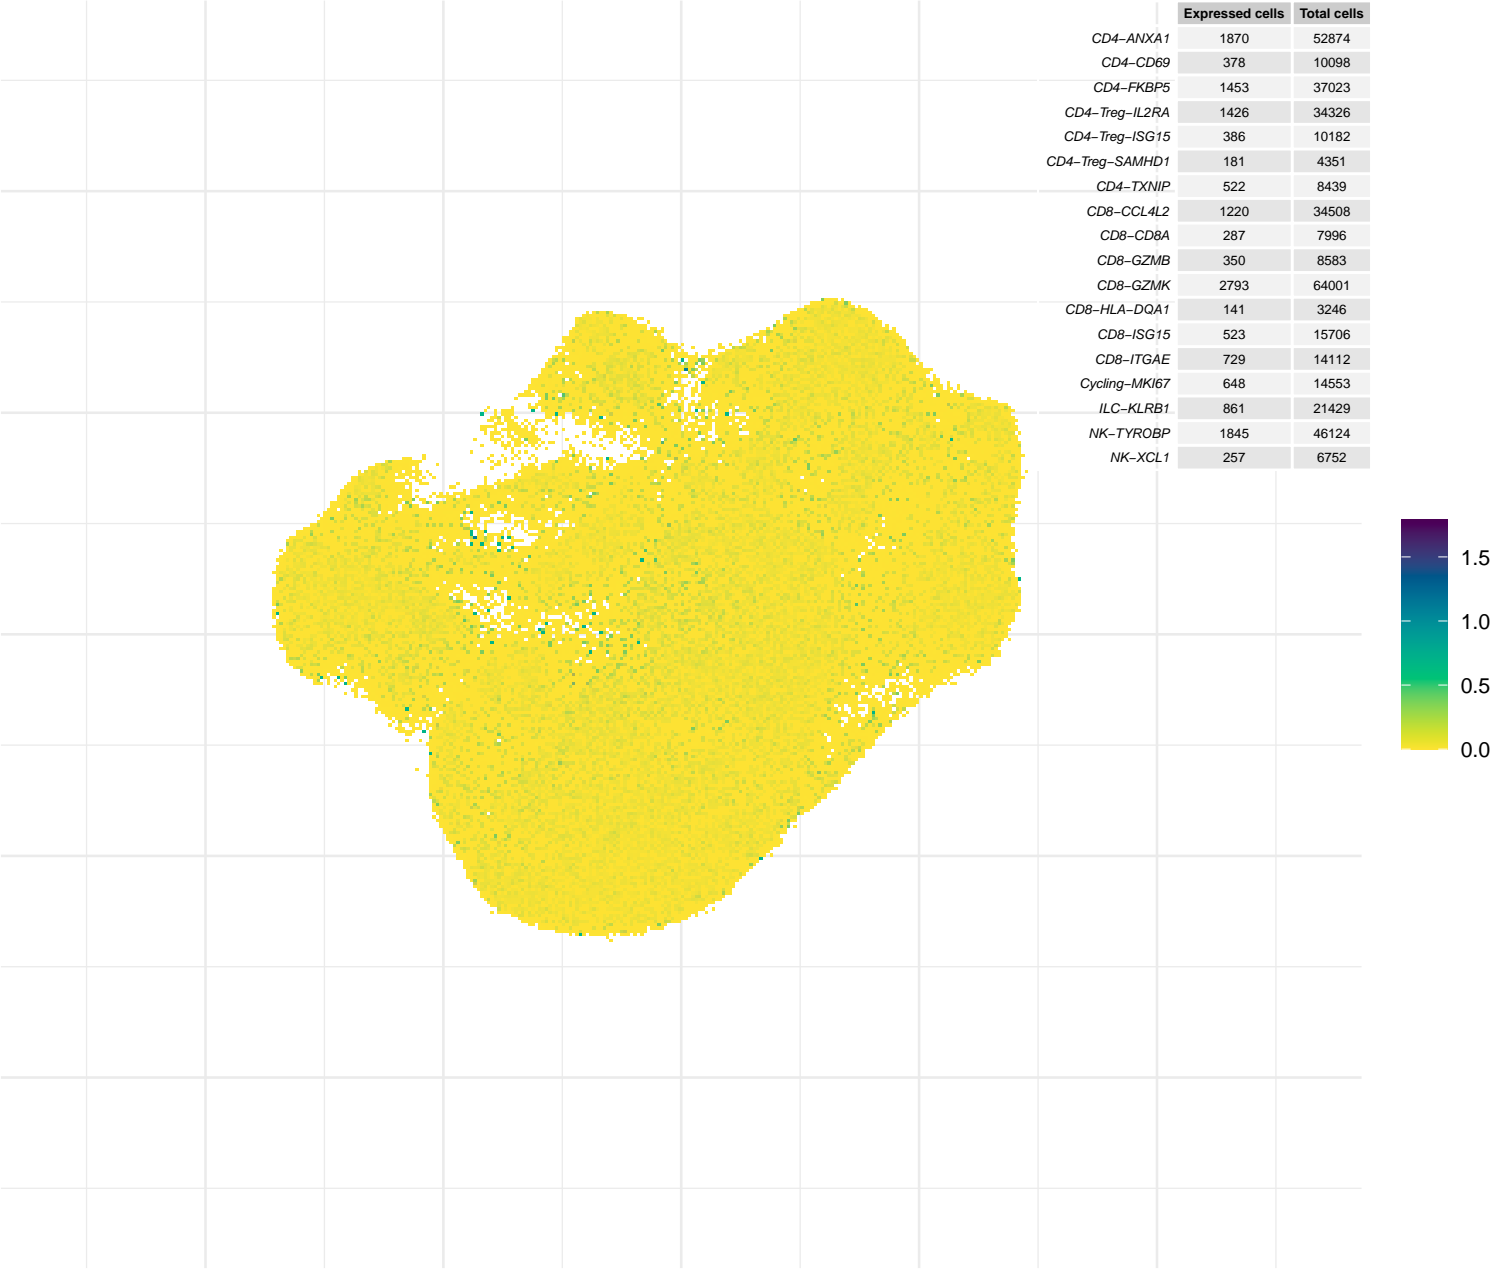 Expressed cells Total cells
CD4−ANXA1 1870 52874
CD4−CD69 378 10098
CD4−FKBP5 1453 37023
CD4−Treg−IL2RA 1426 34326
CD4−Treg−ISG15 386 10182
CD4−Treg−SAMHD1 181 4351
CD4−TXNIP 522 8439
CD8−CCL4L2 1220 34508
CD8−CD8A 287 7996
CD8−GZMB 350 8583
CD8−GZMK 2793 64001
CD8−HLA−DQA1 141 3246
CD8−ISG15 523 15706
CD8−ITGAE 729 14112
Cycling−MKI67 648 14553
ILC−KLRB1 861 21429
NK−TYROBP 1845 46124
NK−XCL1 257 6752
1.5
1.0
0.5
0.0